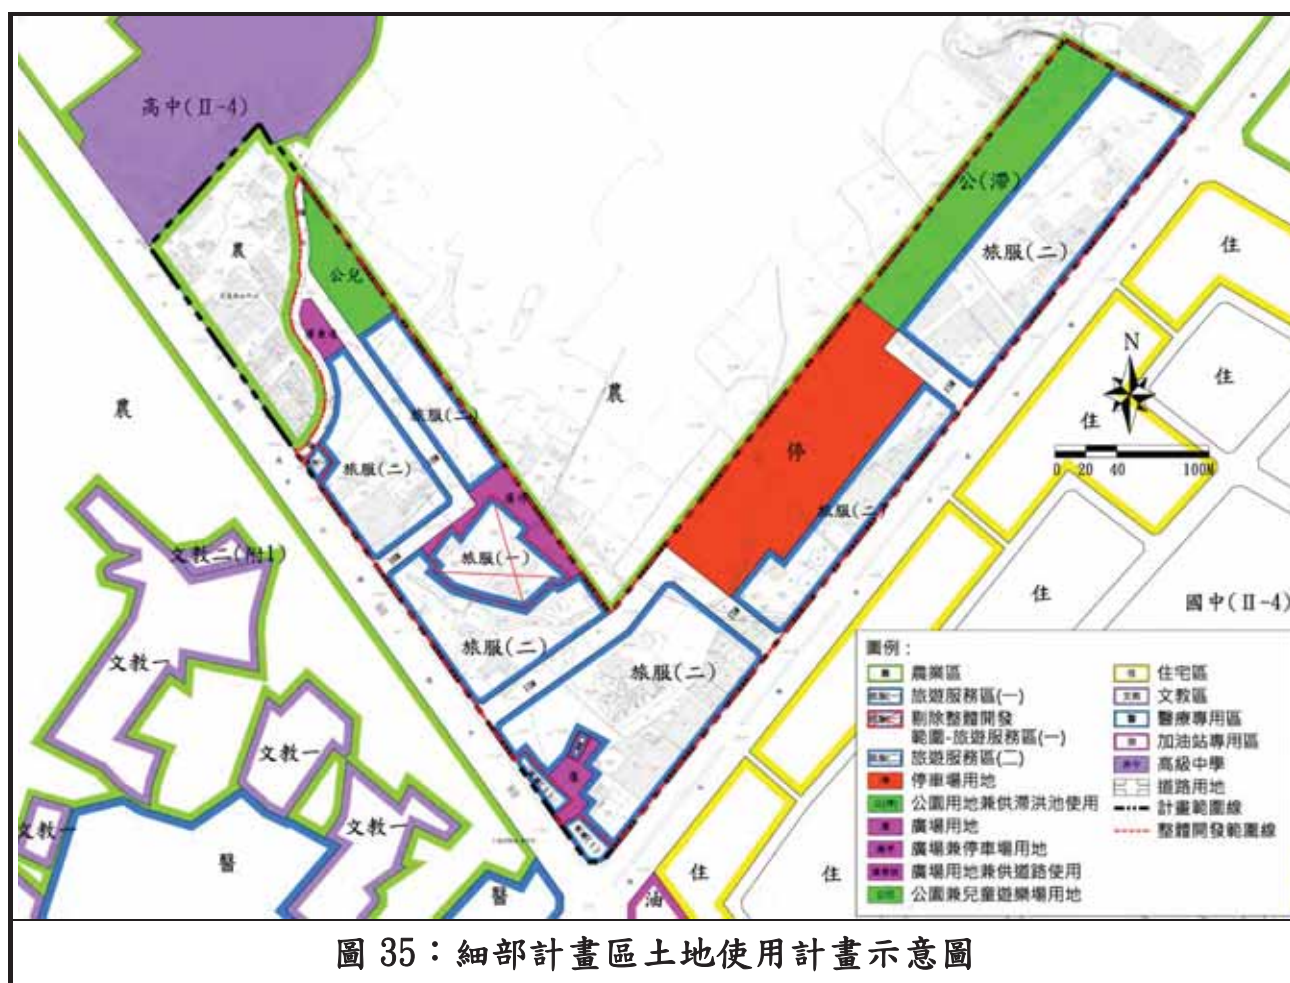 高中(Ⅱ-4)
公(滯)
農
旅服(二)
住
公兒
N
住
農
農
住
旅服(二)
旅服(二)
停
0 20 40 100M
旅服(二)
文教二(附1)
旅服(一)
住
國中(Ⅱ-4)
旅服(二)
旅服(二)
文教一
文教一
文教一
文教一
醫
醫
住
住
油
圖例：
農業區
旅遊服務區(一)
剔除整體開發
範圍-旅遊服務區(一)
旅遊服務區(二)
停車場用地
公園用地兼供滯洪池使用
廣場用地
廣場兼停車場用地
廣場用地兼供道路使用
公園兼兒童遊樂場用地
住宅區
文教區
醫療專用區
加油站專用區
高級中學
道路用地
計畫範圍線
整體開發範圍線
圖 35：細部計畫區土地使用計畫示意圖